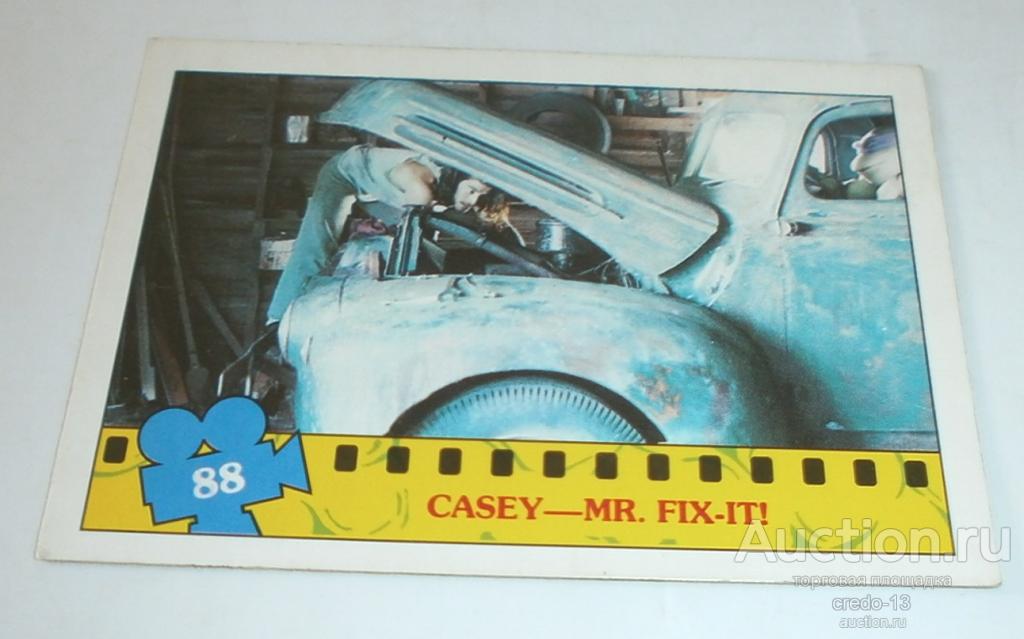 88
CASEY—MR. FIX-IT!
Auction.ru
торговая площадка
credo-13
auction.ru